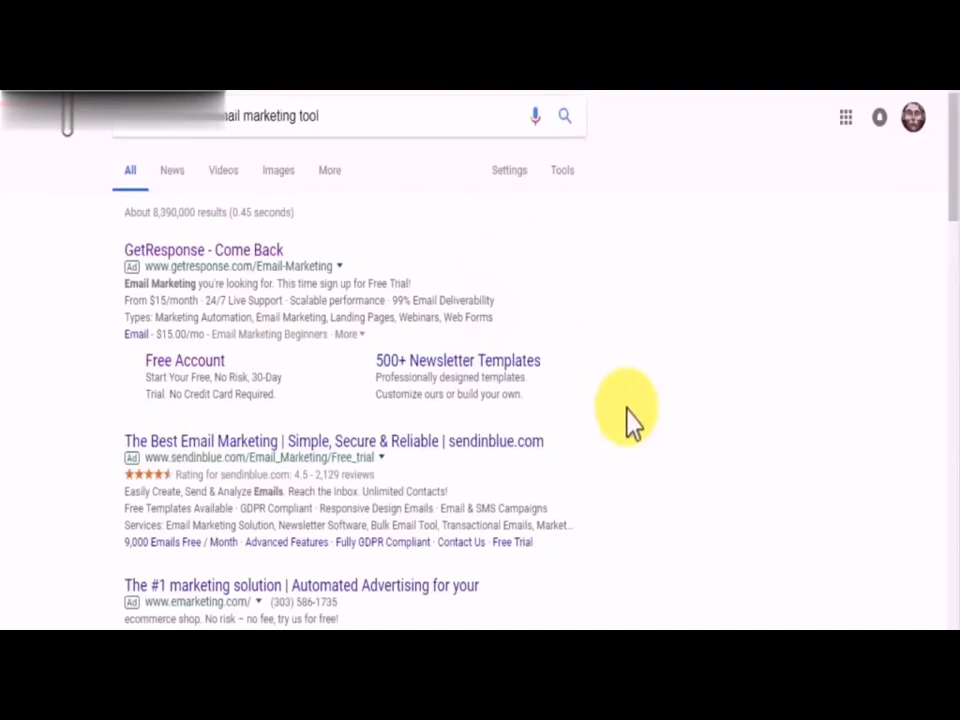 marketing tool
All News Videos Images More Settings Tools
About 8,390,000 results (0.45 seconds)
GetResponse - Come Back
Ad www.getresponse.com/Email-Marketing
Email Marketing you're looking for. This time sign up for Free Trial!
From $15/month · 24/7 Live Support · Scalable performance · 99% Email Deliverability
Types: Marketing Automation, Email Marketing, Landing Pages, Webinars, Web Forms
Email - $15.00/mo - Email Marketing Beginners · More
Free Account 500+ Newsletter Templates
Start Your Free, No Risk, 30-Day Professionally designed templates.
Trial. No Credit Card Required. Customize ours or build your own.
The Best Email Marketing | Simple, Secure & Reliable | sendinblue.com
Ad www.sendinblue.com/Email_Marketing/Free_trial
Rating for sendinblue.com: 4.5 - 2,129 reviews
Easily Create, Send & Analyze Emails. Reach the Inbox. Unlimited Contacts!
Free Templates Available · GDPR Compliant · Responsive Design Emails · Email & SMS Campaigns
Services: Email Marketing Solution, Newsletter Software, Bulk Email Tool, Transactional Emails, Market...
9,000 Emails Free / Month · Advanced Features · Fully GDPR Compliant · Contact Us · Free Trial
The #1 marketing solution | Automated Advertising for your
Ad www.emarketing.com/ (303) 586-1735
ecommerce shop. No risk – no fee, try us for free!